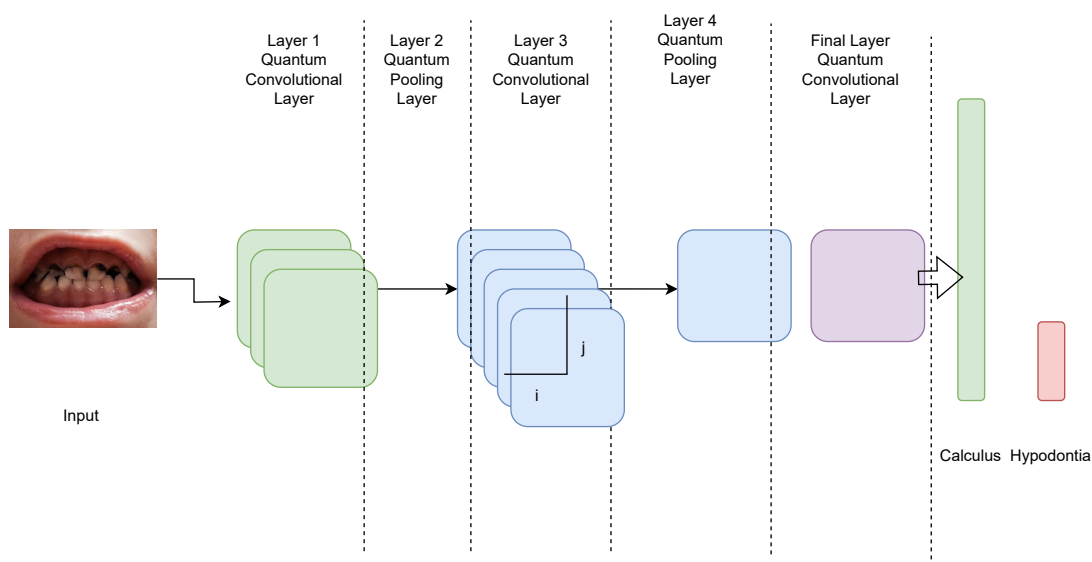 Layer 1
Quantum
Convolutional
Layer
Layer 2
Quantum
Pooling
Layer
Layer 3
Quantum
Convolutional
Layer
Layer 4
Quantum
Pooling
Layer
Final Layer
Quantum
Convolutional
Layer
j
i
Input
Calculus
Hypodontia